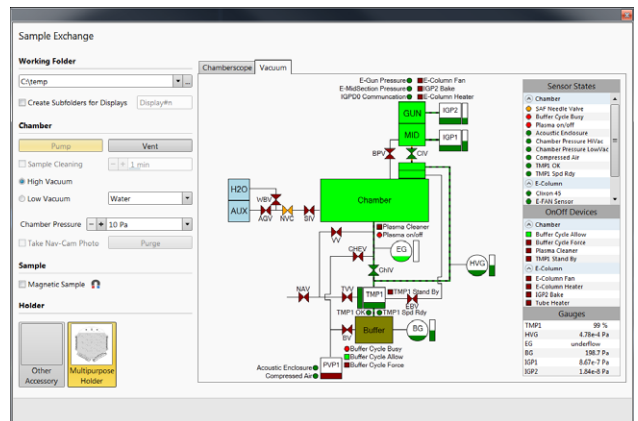 Sample Exchange
Working Folder
C:\temp
...
Create Subfolders for Displays Display#n
Chamber
Pump Vent
Sample Cleaning - + 1 min
High Vacuum
Low Vacuum Water
Chamber Pressure - + 10 Pa
Take Nav-Cam Photo Purge
Sample
Magnetic Sample
Holder
Other
Accessory
Multipurpose
Holder
Chamberscope Vacuum
E-Gun Pressure E-Column Fan
E-MidSection Pressure IGP2 Bake
IGPD0 Communcation E-Column Heater
GUN IGP2
MID IGP1
BPV CIV
H2O
AUX
WBV
AGV NVC BIV
Chamber
VV
Plasma Cleaner
Plasma on/off
CHEV
EG
HVG
ChIV
NAV TVV TMP1 TMP1 Stand By
EBV
TMP1 OK TMP1 Spd Rdy
BV Buffer BG
Buffer Cycle Busy
Buffer Cycle Allow
Buffer Cycle Force
PVP1
Acoustic Enclosure
Compressed Air
Sensor States
Chamber
SAF Needle Valve
Buffer Cycle Busy
Plasma on/off
Acoustic Enclosure
Chamber Pressure HiVac
Chamber Pressure LowVac
Compressed Air
TMP1 OK
TMP1 Spd Rdy
E-Column
Clixon 45
E-FAN Sensor
OnOff Devices
Chamber
Buffer Cycle Allow
Buffer Cycle Force
Plasma Cleaner
TMP1 Stand By
E-Column
E-Column Fan
E-Column Heater
IGP2 Bake
Tube Heater
Gauges
TMP1 99 %
HVG 4.78e-4 Pa
EG underflow
BG 198.7 Pa
IGP1 8.67e-7 Pa
IGP2 1.84e-8 Pa